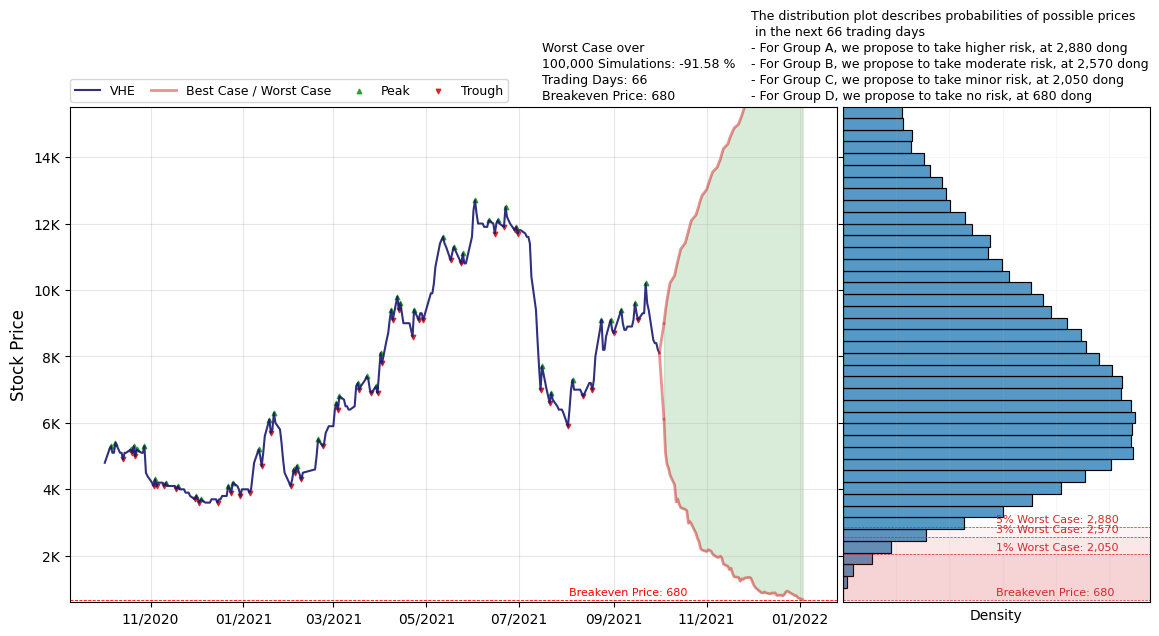 The distribution plot describes probabilities of possible prices
in the next 66 trading days
- For Group A, we propose to take higher risk, at 2,880 dong
- For Group B, we propose to take moderate risk, at 2,570 dong
- For Group C, we propose to take minor risk, at 2,050 dong
- For Group D, we propose to take no risk, at 680 dong
Worst Case over
100,000 Simulations: -91.58 %
Trading Days: 66
Breakeven Price: 680
VHE
Best Case / Worst Case
Peak
Trough
Stock Price
14K
12K
10K
8K
6K
4K
2K
Breakeven Price: 680
11/2020
01/2021
3/2021
05/2021
07/2021
09/2021
11/2021
01/2022
5% Worst Case: 2,880
3% Worst Case: 2,570
1% Worst Case: 2,050
Breakeven Price: 680
Density